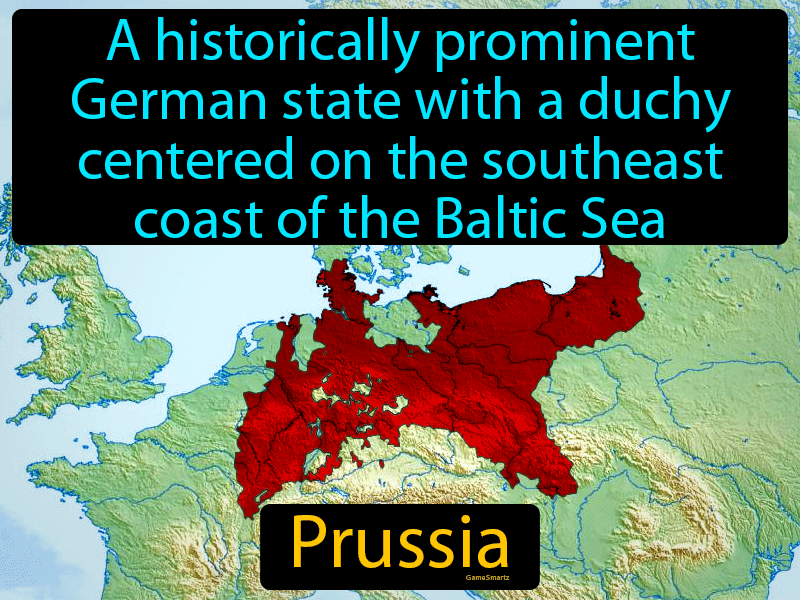 A historically prominent
German state with a duchy
centered on the southeast
coast of the Baltic Sea
Prussia
GameSmartz